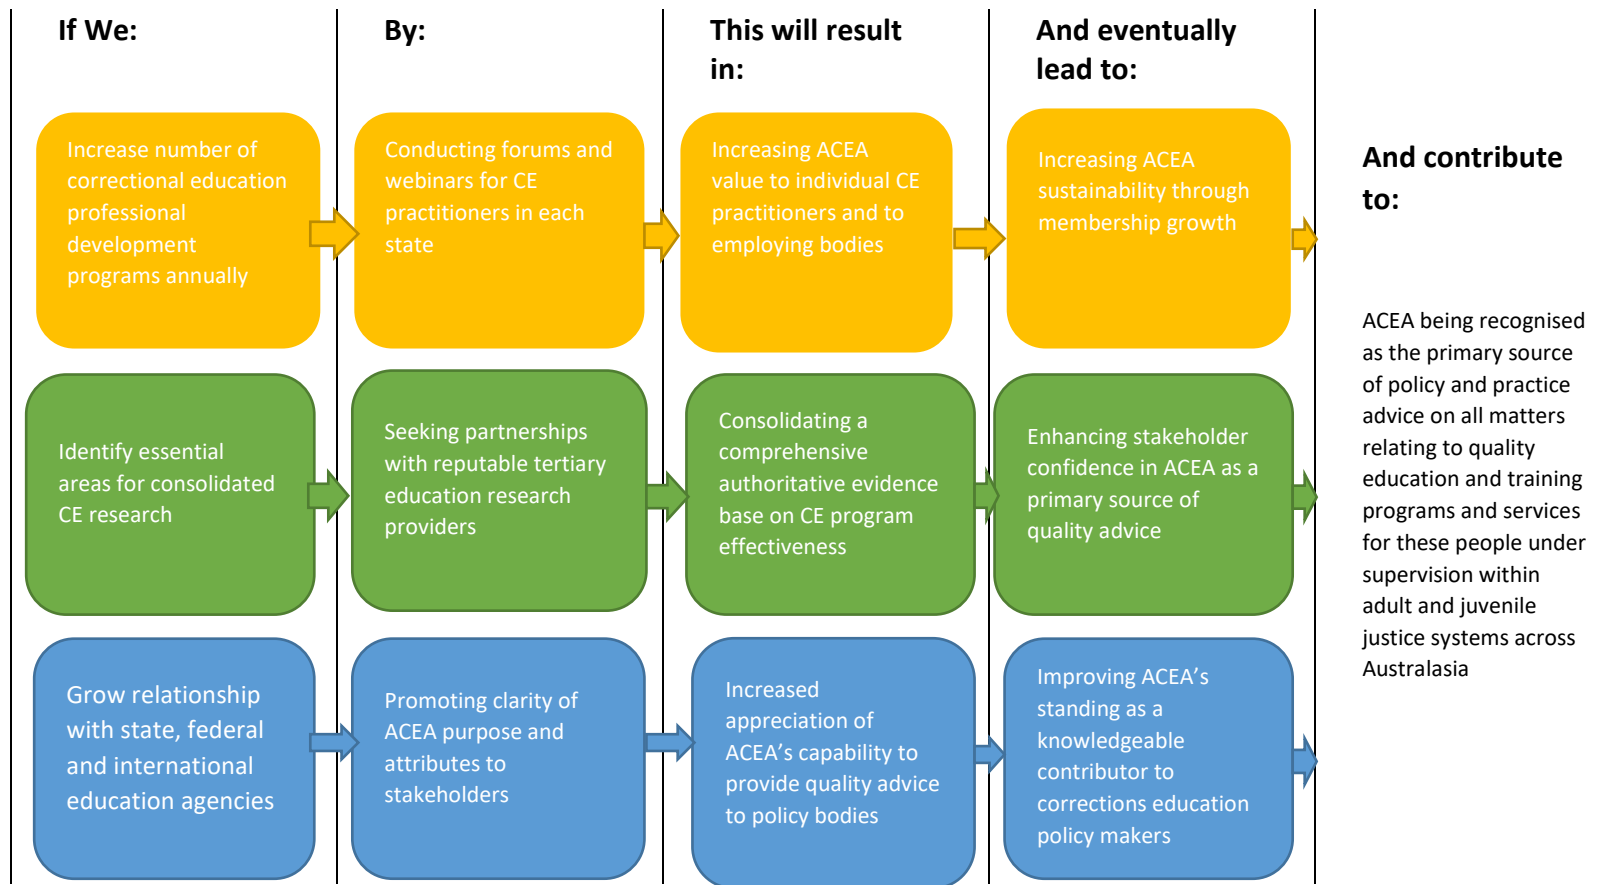 If We:
By:
This will result
in:
And eventually
lead to:
Increase number of
correctional education
professional
development
programs annually
Conducting forums and
webinars for CE
practitioners in each
state
Increasing ACEA
value to individual CE
practitioners and to
employing bodies
Increasing ACEA
sustainability through
membership growth
Identify essential
areas for consolidated
CE research
Seeking partnerships
with reputable tertiary
education research
providers
Consolidating a
comprehensive
authoritative evidence
base on CE program
effectiveness
Enhancing stakeholder
confidence in ACEA as a
primary source of
quality advice
Grow relationship
with state, federal
and international
education agencies
Promoting clarity of
ACEA purpose and
attributes to
stakeholders
Increased
appreciation of
ACEA’s capability to
provide quality advice
to policy bodies
Improving ACEA’s
standing as a
knowledgeable
contributor to
corrections education
policy makers
And contribute
to:
ACEA being recognised
as the primary source
of policy and practice
advice on all matters
relating to quality
education and training
programs and services
for these people under
supervision within
adult and juvenile
justice systems across
Australasia